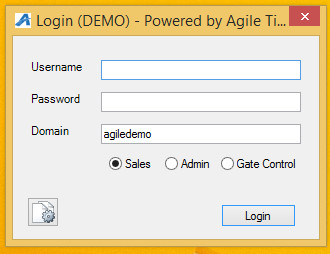 Login (DEMO) - Powered by Agile Ti...
Username
Password
Domain agiledemo
Sales Admin Gate Control
Login